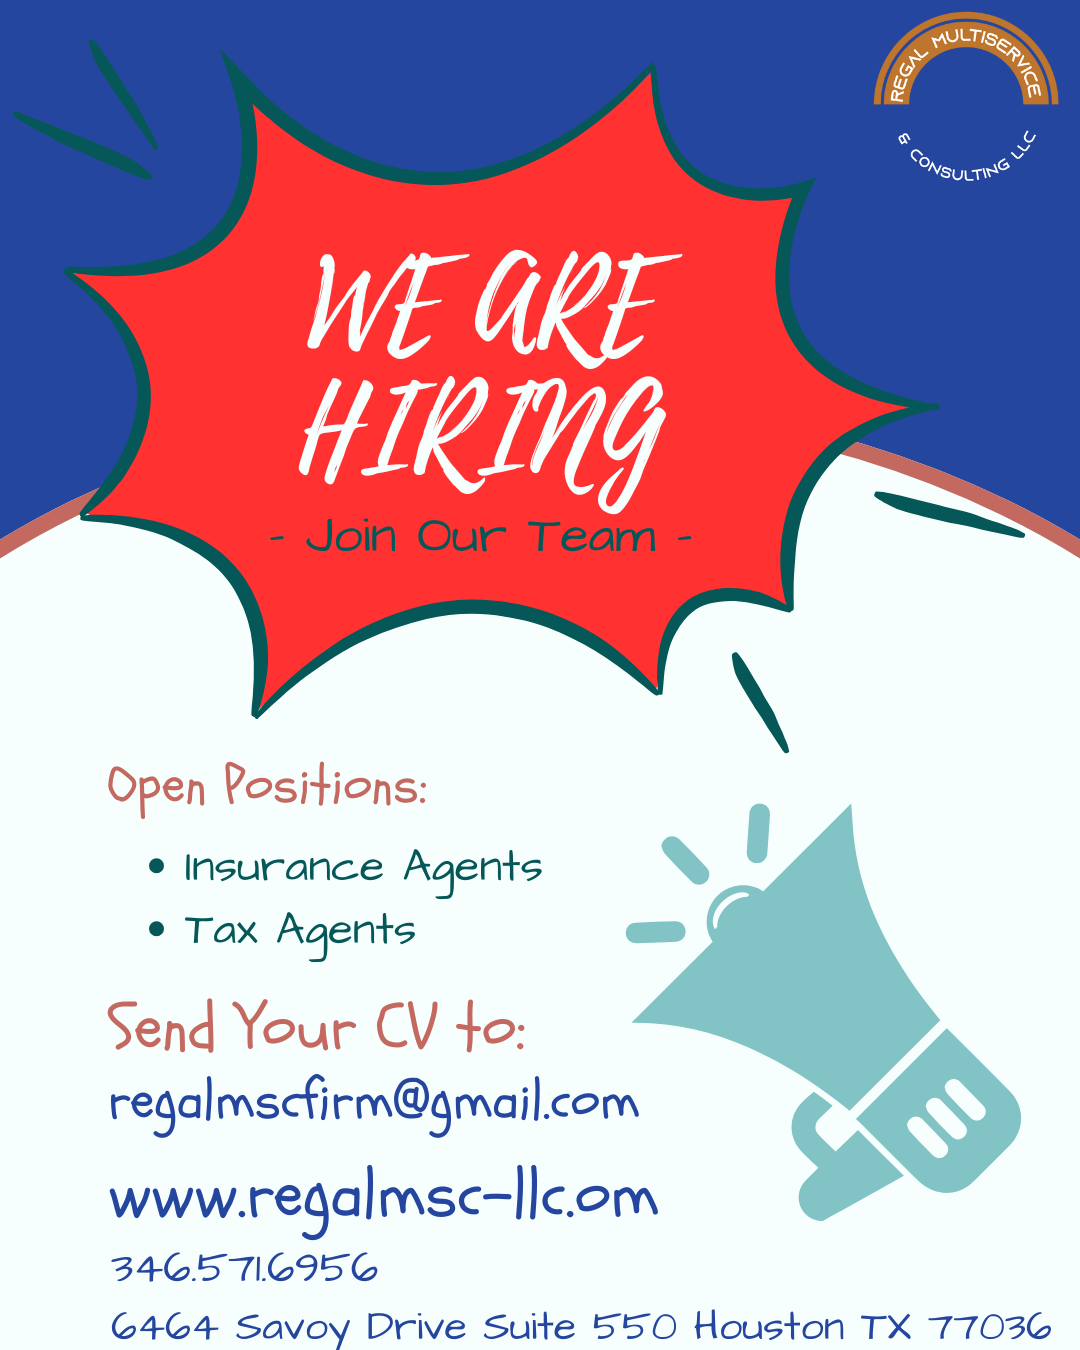 REGAL MULTISERVICE
& CONSULTING LLC
WE ARE
HIRING
- Join Our Team -
Open Positions:
• Insurance Agents
• Tax Agents
Send Your CV to:
regalmscfirm@gmail.com
www.regalmsc-llc.om
346.571.6956
6464 Savoy Drive Suite 550 Houston TX 77036